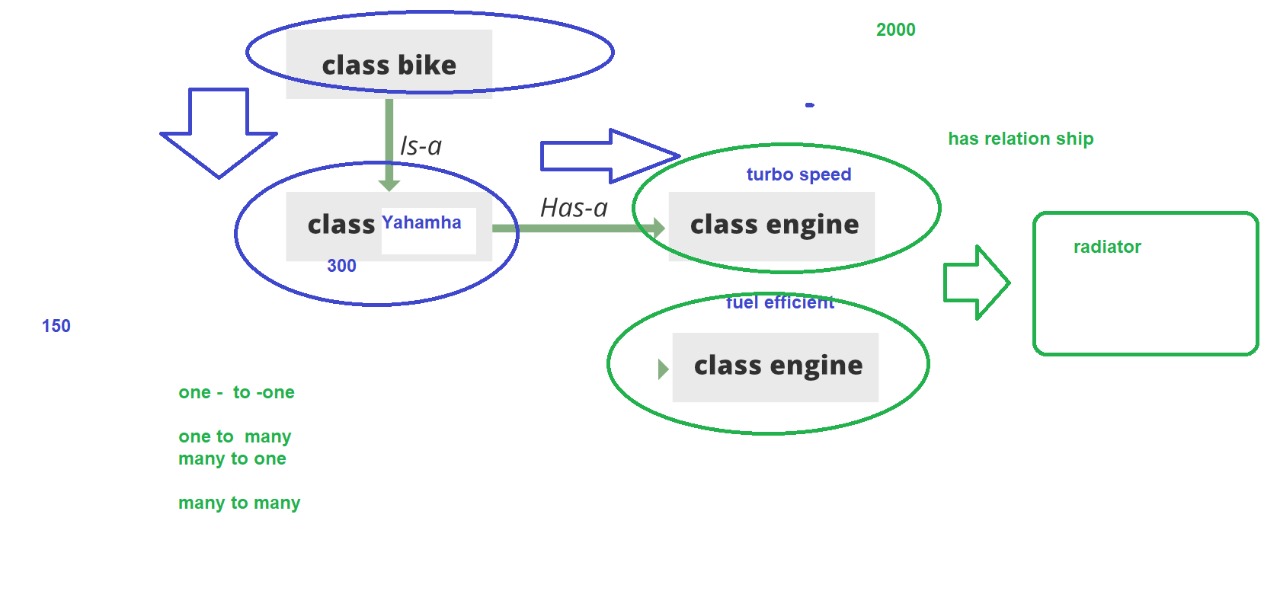 2000
class bike
has relation ship
Is-a
turbo speed
Has-a
class Yahamha
class engine
radiator
300
fuel efficient
150
class engine
one -  to -one
one to  many
many to one
many to many